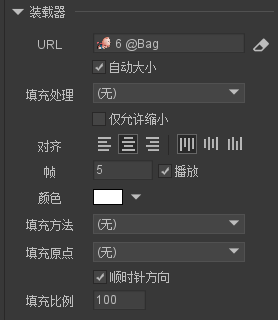 装载器
URL 6 @Bag
自动大小
填充处理 (无)
仅允许缩小
对齐
帧 5 播放
颜色
填充方法 (无)
填充原点 (无)
顺时针方向
填充比例 100